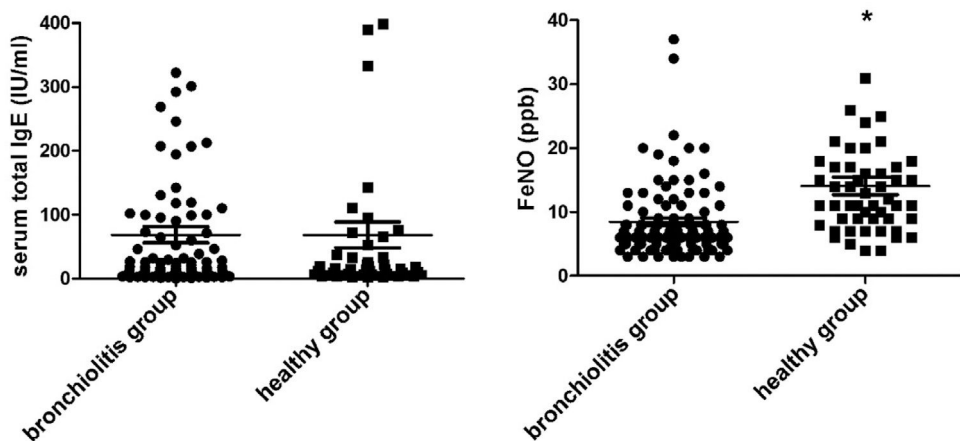 serum total IgE (IU/ml)
400
300
200
100
0
bronchiolitis group
healthy group
FeNO (ppb)
40
30
20
10
0
bronchiolitis group
healthy group
*